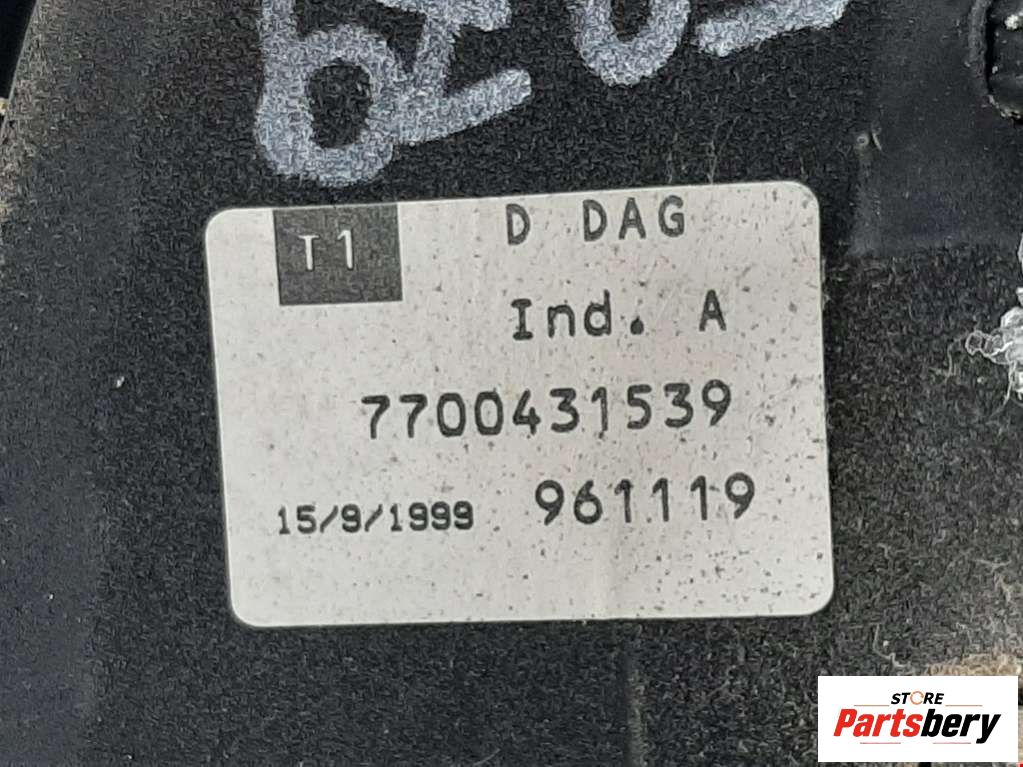 T1 D DAG
Ind. A
7700431539
15/9/1999 961119
STORE
Partsbery